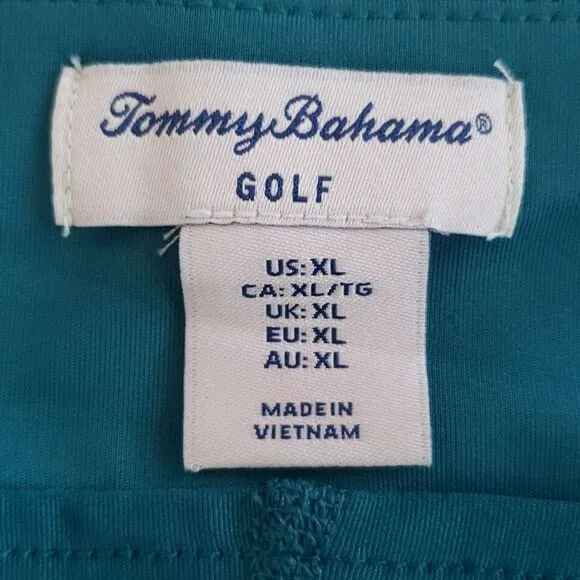 Tommy Bahama®
GOLF
US: XL
CA: XL/TG
UK: XL
EU: XL
AU: XL
MADE IN
VIETNAM